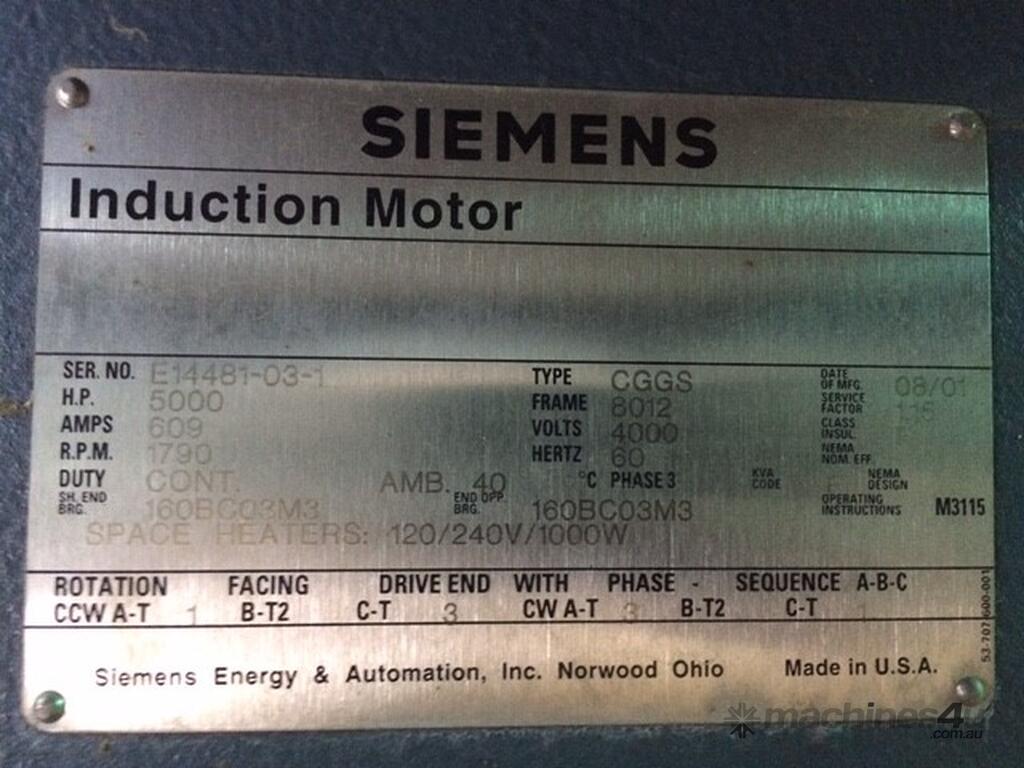 SIEMENS
Induction Motor
SER. NO. E14481-03-1 TYPE CGGS DATE OF MFG. 08/01
H.P. 5000 FRAME 8012 SERVICE FACTOR 1.15
AMPS 609 VOLTS 4000 CLASS INSUL.
R.P.M. 1790 HERTZ 60 NEMA NOM. EFF.
DUTY CONT. AMB. 40 °C PHASE 3 KVA CODE F NEMA DESIGN
SH. END BRG. 160BC03M3 END OPP. BRG. 160BC03M3 OPERATING INSTRUCTIONS M3115
SPACE HEATERS: 120/240V/1000W
ROTATION FACING DRIVE END WITH PHASE - SEQUENCE A-B-C
CCW A-T 1 B-T2 C-T 3 CW A-T 3 B-T2 C-T 1
Siemens Energy & Automation, Inc. Norwood Ohio Made in U.S.A.
machines4u
.com.au